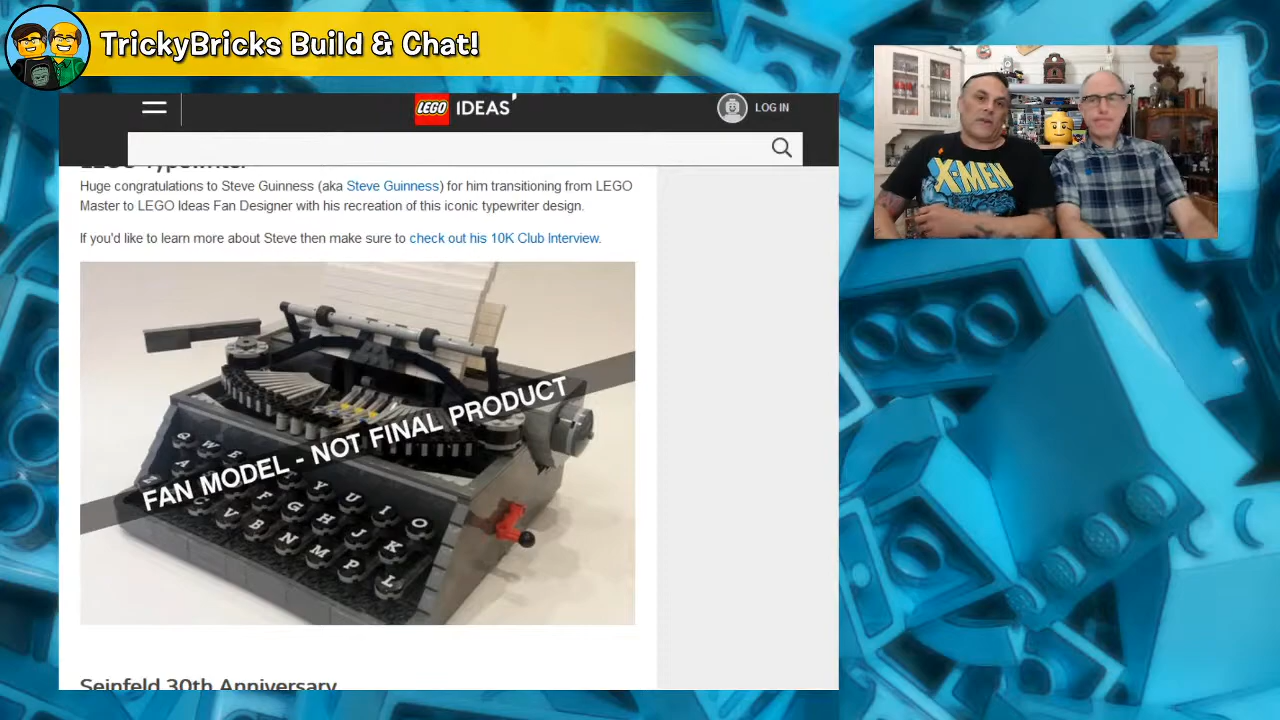 TrickyBricks Build & Chat!
LEGO IDEAS
LOG IN
LEGO Typewriter
Huge congratulations to Steve Guinness (aka Steve Guinness) for him transitioning from LEGO
Master to LEGO Ideas Fan Designer with his recreation of this iconic typewriter design.
If you'd like to learn more about Steve then make sure to check out his 10K Club Interview.
FAN MODEL - NOT FINAL PRODUCT
Q W E
Y U I O
A F G H J K
C V B N M P L
Seinfeld 30th Anniversary
X-MEN